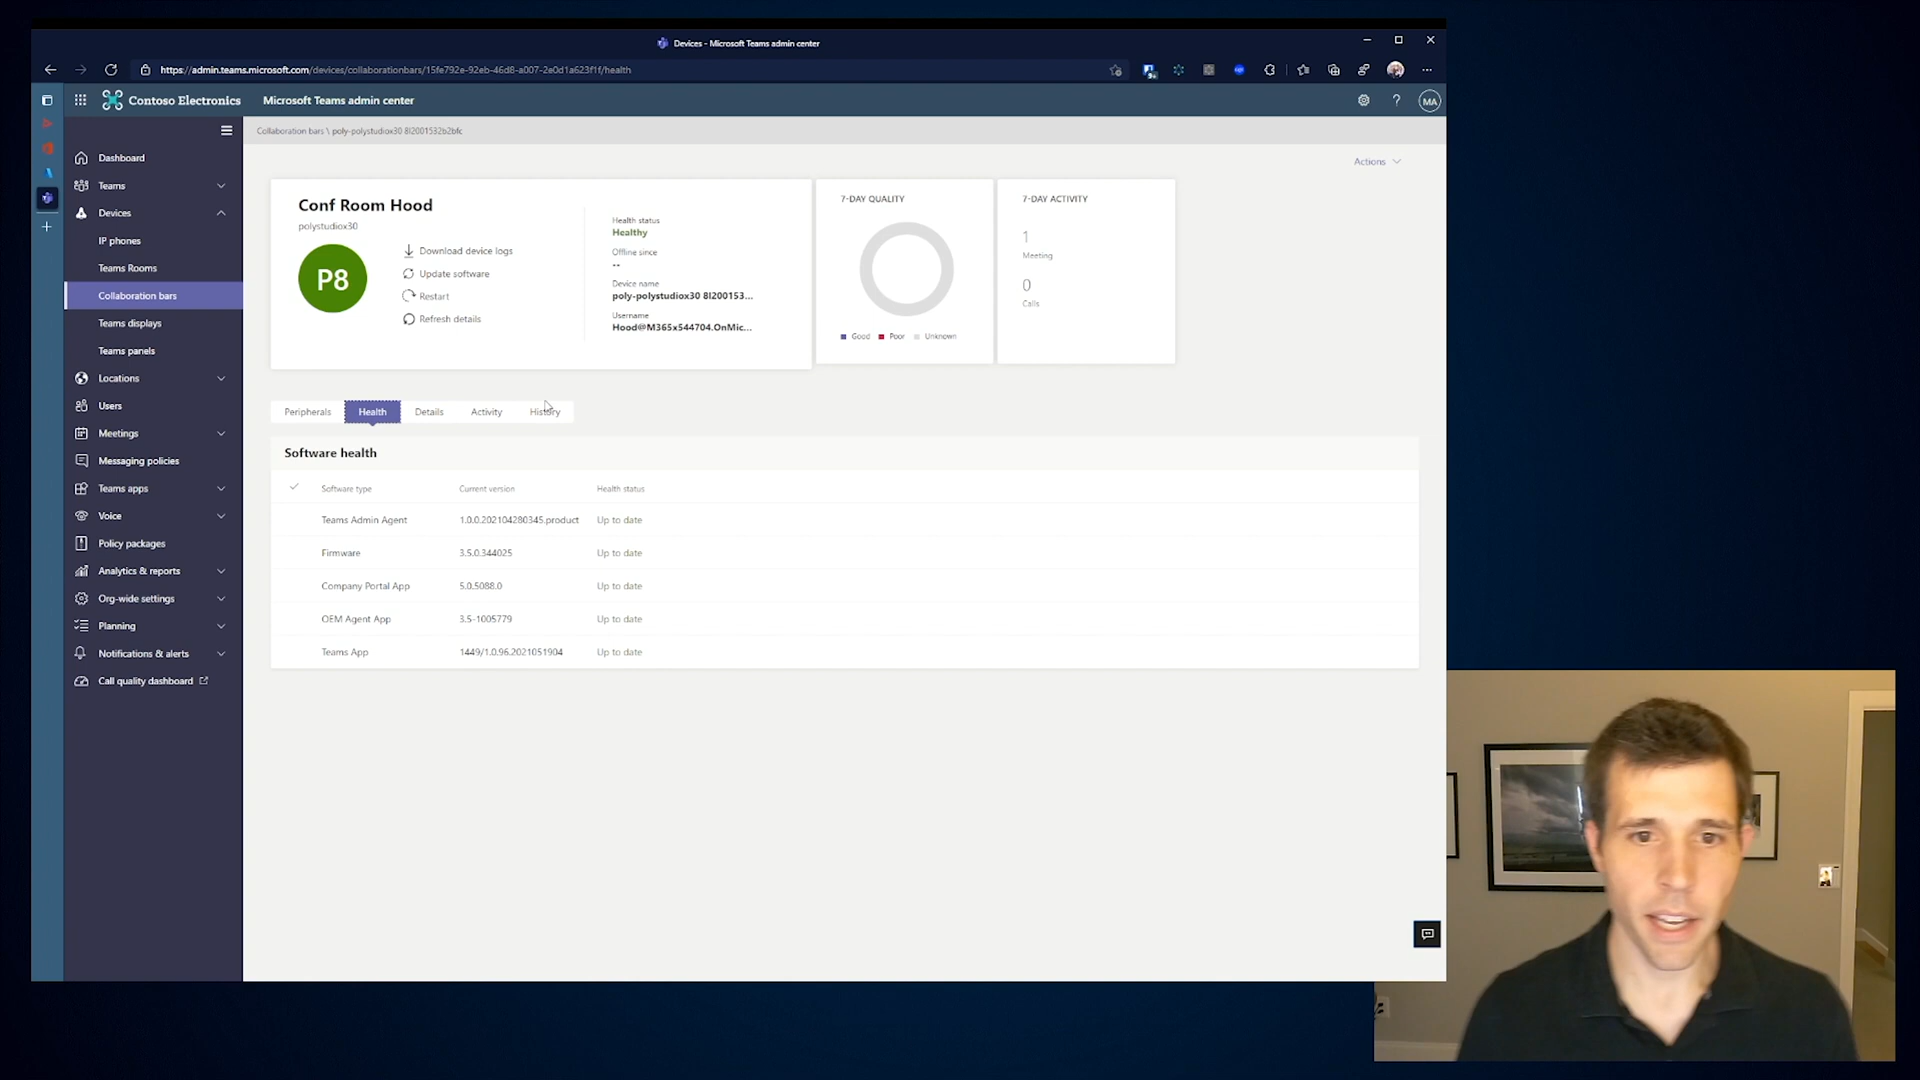 Devices - Microsoft Teams admin center
https://admin.teams.microsoft.com/devices/collaborationbars/15fe792e-92eb-46d8-a007-2e0d1a623f1f/health
Contoso Electronics
Microsoft Teams admin center
?
MA
Collaboration bars \ poly-polystudiox30 8l2001532b2bfc
Actions
Dashboard
Teams
Devices
IP phones
Teams Rooms
Collaboration bars
Teams displays
Teams panels
Locations
Users
Meetings
Messaging policies
Teams apps
Voice
Policy packages
Analytics & reports
Org-wide settings
Planning
Notifications & alerts
Call quality dashboard
Conf Room Hood
polystudiox30
P8
Download device logs
Update software
Restart
Refresh details
Health status
Healthy
Offline since
--
Device name
poly-polystudiox30 8l200153...
Username
Hood@M365x544704.OnMic...
7-DAY QUALITY
Good Poor Unknown
7-DAY ACTIVITY
1
Meeting
0
Calls
Peripherals Health Details Activity History
Software health
Software type Current version Health status
Teams Admin Agent 1.0.0.202104280345.product Up to date
Firmware 3.5.0.344025 Up to date
Company Portal App 5.0.5088.0 Up to date
OEM Agent App 3.5-1005779 Up to date
Teams App 1449/1.0.96.2021051904 Up to date